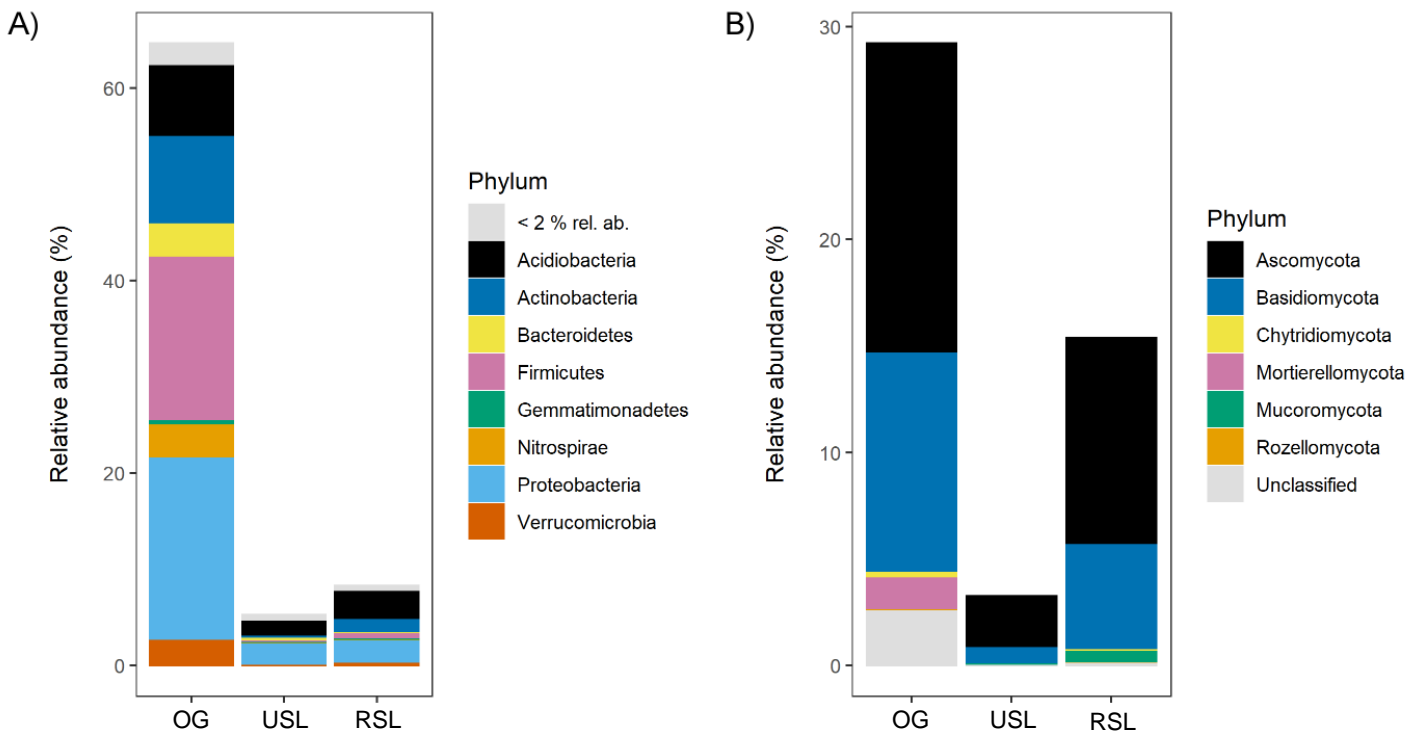 A)
Relative abundance (%)
60
40
20
0
OG USL RSL
Phylum
< 2 % rel. ab.
Acidiobacteria
Actinobacteria
Bacteroidetes
Firmicutes
Gemmatimonadetes
Nitrospirae
Proteobacteria
Verrucomicrobia
B)
Relative abundance (%)
30
20
10
0
OG USL RSL
Phylum
Ascomycota
Basidiomycota
Chytridiomycota
Mortierellomycota
Mucoromycota
Rozellomycota
Unclassified